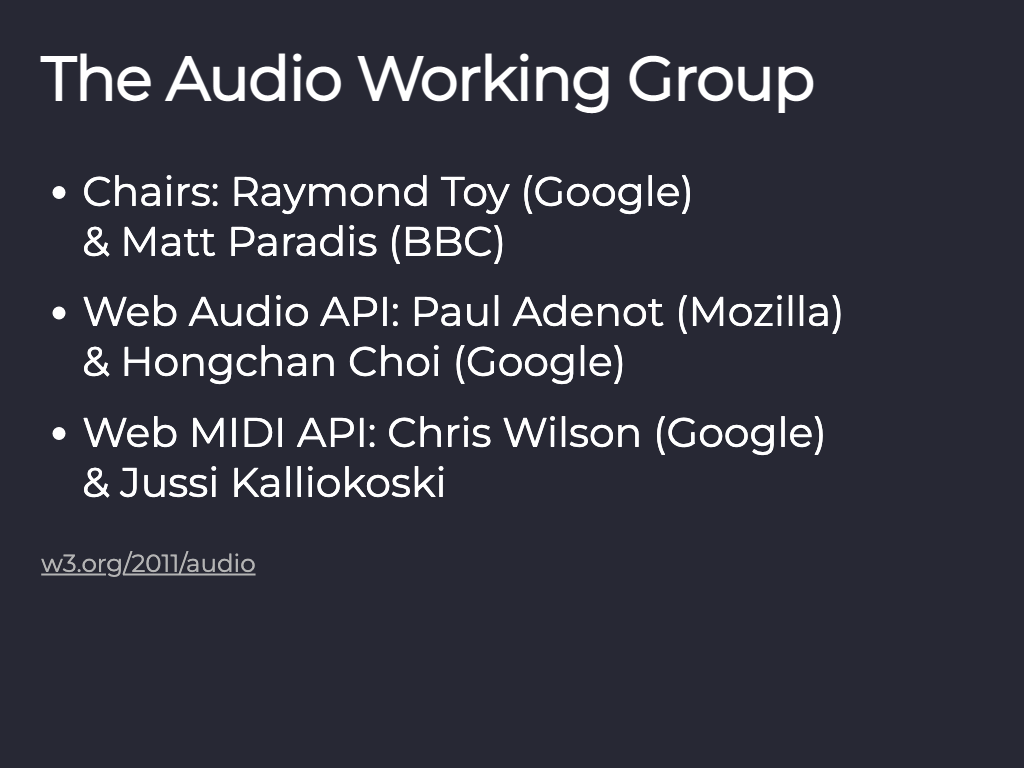 The Audio Working Group
• Chairs: Raymond Toy (Google)
& Matt Paradis (BBC)
• Web Audio API: Paul Adenot (Mozilla)
& Hongchan Choi (Google)
• Web MIDI API: Chris Wilson (Google)
& Jussi Kalliokoski
w3.org/2011/audio